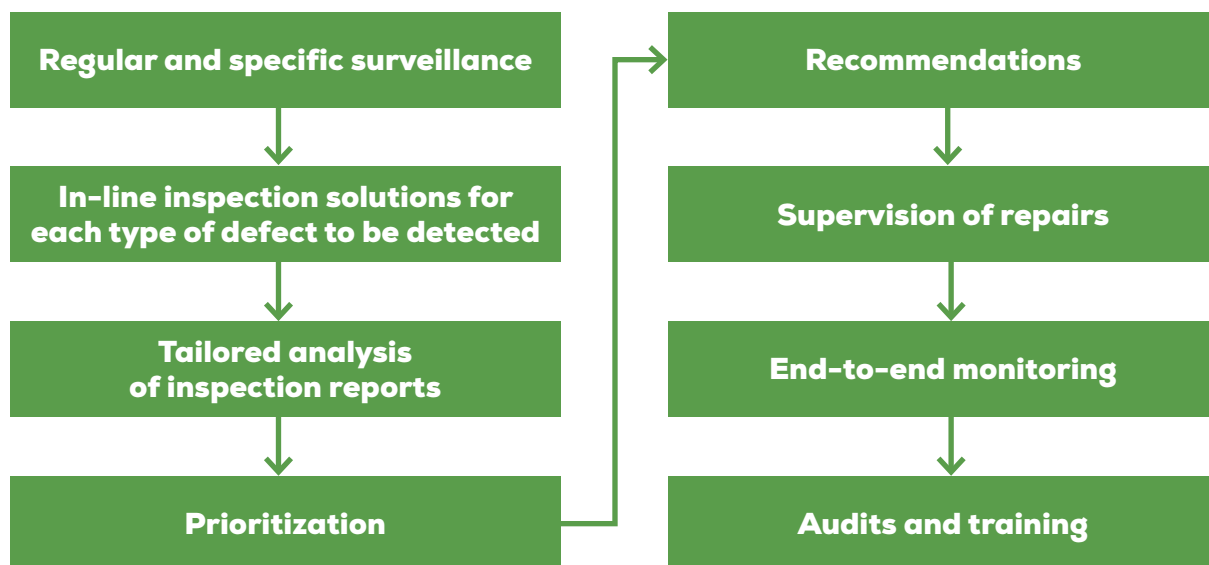 Regular and specific surveillance
In-line inspection solutions for
each type of defect to be detected
Tailored analysis
of inspection reports
Prioritization
Recommendations
Supervision of repairs
End-to-end monitoring
Audits and training